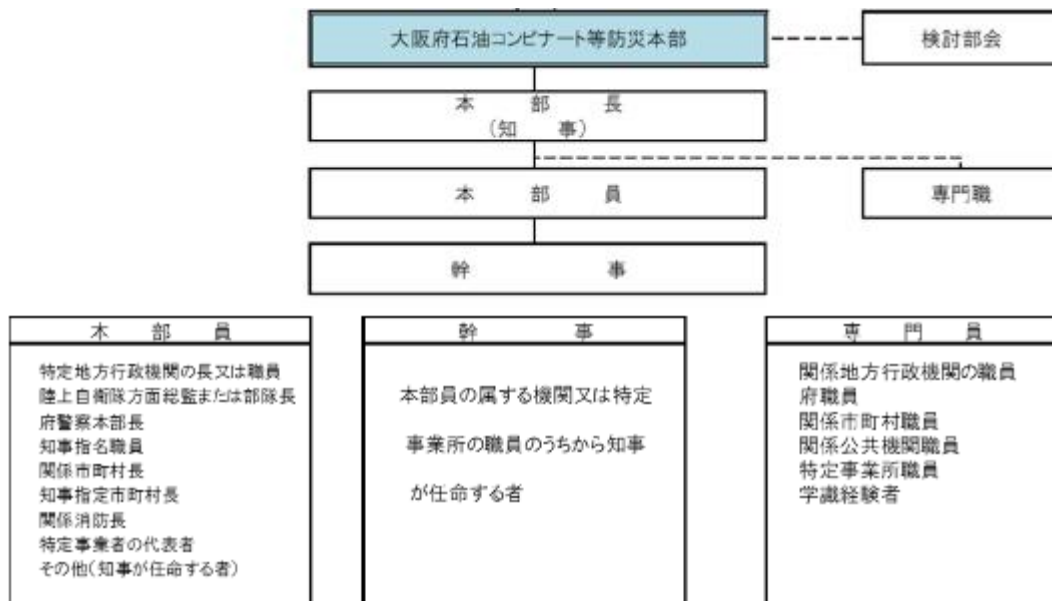 大阪府石油コンビナート等防災本部
検討部会
本部長
(知事)
本部員
専門職
幹事
本部員
特定地方行政機関の長又は職員
陸上自衛隊方面総監または部隊長
府警察本部長
知事指名職員
関係市町村長
知事指定市町村長
関係消防長
特定事業者の代表者
その他(知事が任命する者)
幹事
本部員の属する機関又は特定
事業所の職員のうちから知事
が任命する者
専門員
関係地方行政機関の職員
府職員
関係市町村職員
関係公共機関職員
特定事業所職員
学識経験者